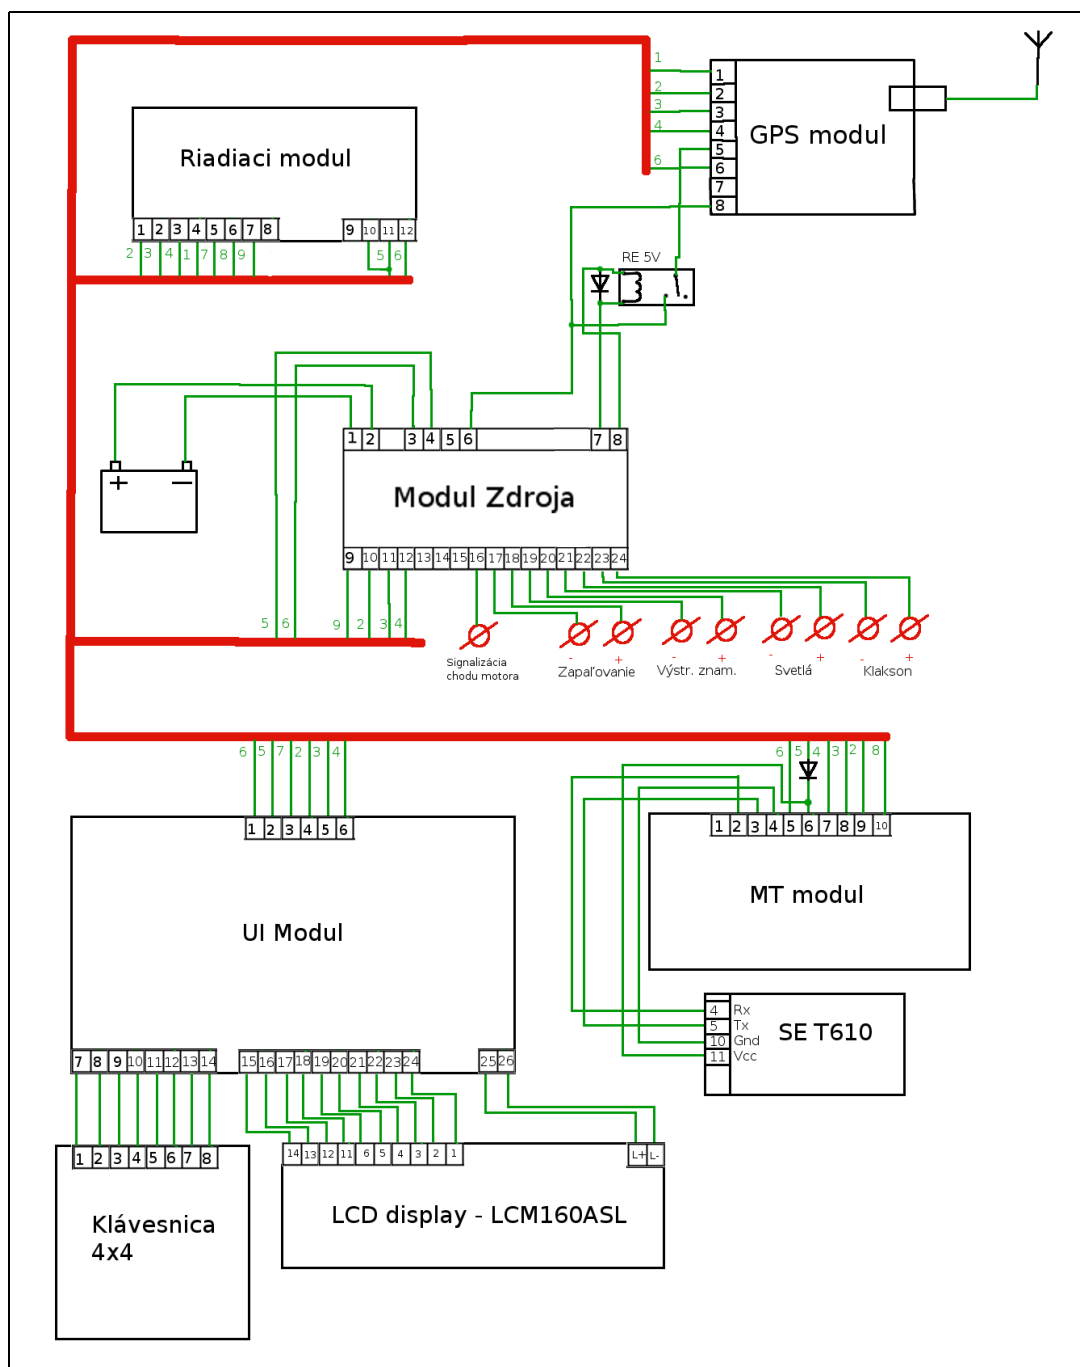 1
2
3
4
6
1
2
3
4
5
6
7
8
GPS modul
Riadiaci modul
1 2 3 4 5 6 7 8 9 10 11 12
2 3 4 1 7 8 9 5 6
RE 5V
+ −
1 2 3 4 5 6 7 8
Modul Zdroja
9 10 11 12 13 14 15 16 17 18 19 20 21 22 23 24
5 6 9 2 3 4
Signalizácia
chodu motora
- +
Zapaľovanie
- +
Výstr. znam.
- +
Svetlá
- +
Klakson
6 5 7 2 3 4
6 5 4 3 2 8
1 2 3 4 5 6
1 2 3 4 5 6 7 8 9 10
UI Modul
MT modul
4 Rx
5 Tx
10 Gnd
11 Vcc
SE T610
7 8 9 10 11 12 13 14 15 16 17 18 19 20 21 22 23 24 25 26
1 2 3 4 5 6 7 8
14 13 12 11 6 5 4 3 2 1 L+ L-
Klávesnica
4x4
LCD display - LCM160ASL